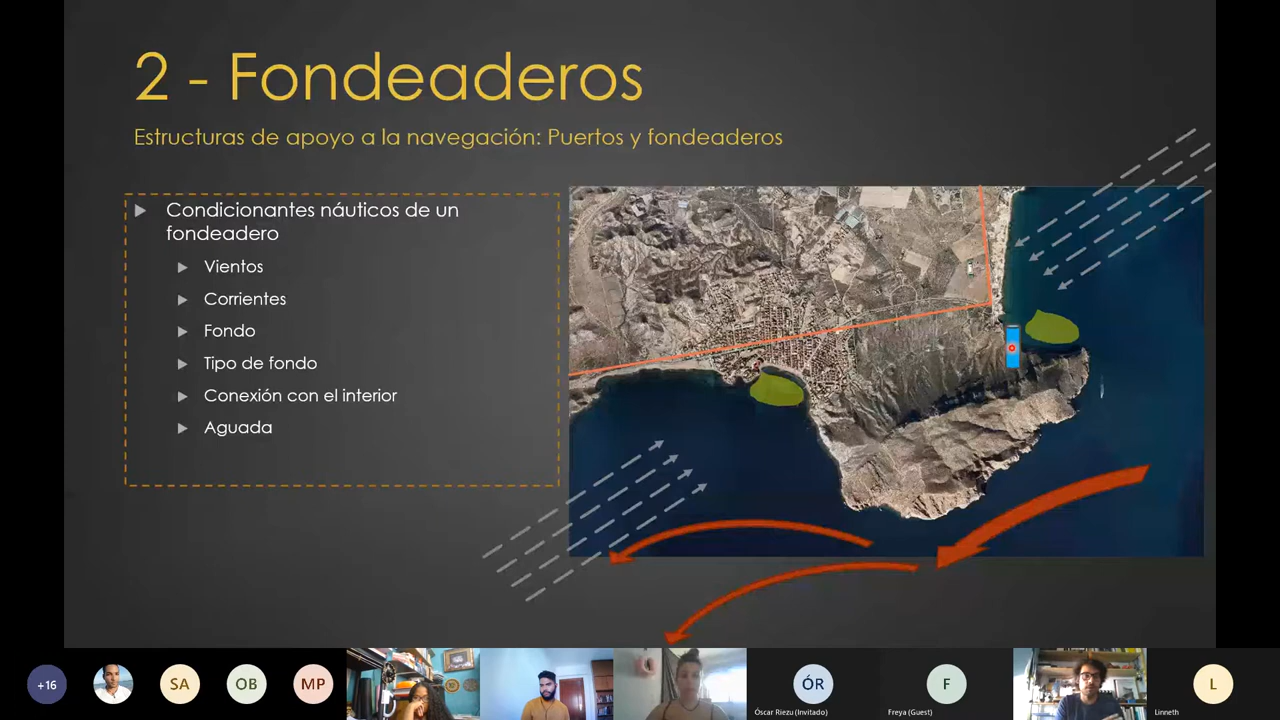 2 - Fondeaderos
Estructuras de apoyo a la navegación: Puertos y fondeaderos
Condicionantes náuticos de un
fondeadero
Vientos
Corrientes
Fondo
Tipo de fondo
Conexión con el interior
Aguada
+16
SA
OB
MP
ÓR
F
L
Óscar Riezu (Invitado)
Freya (Guest)
Linneth